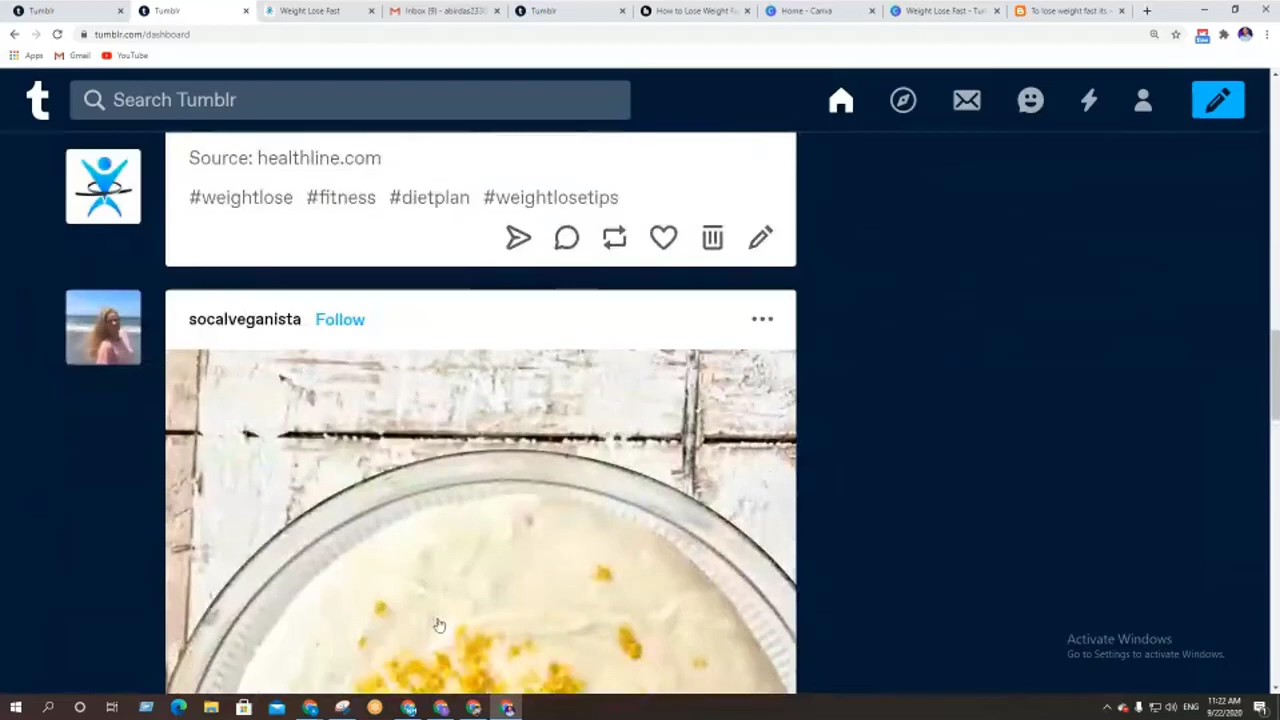 Tumblr
Tumblr
Weight Lose Fast
Inbox (9) - abirdas233
Tumblr
How to Lose Weight Fa
Home - Canva
Weight Lose Fast - Tu
To lose weight fast its -
tumblr.com/dashboard
Apps
Gmail
YouTube
t
Search Tumblr
Source: healthline.com
#weightlose #fitness #dietplan #weightlosetips
socalveganista Follow
Activate Windows
Go to Settings to activate Windows.
ENG
11:22 AM
9/22/2020